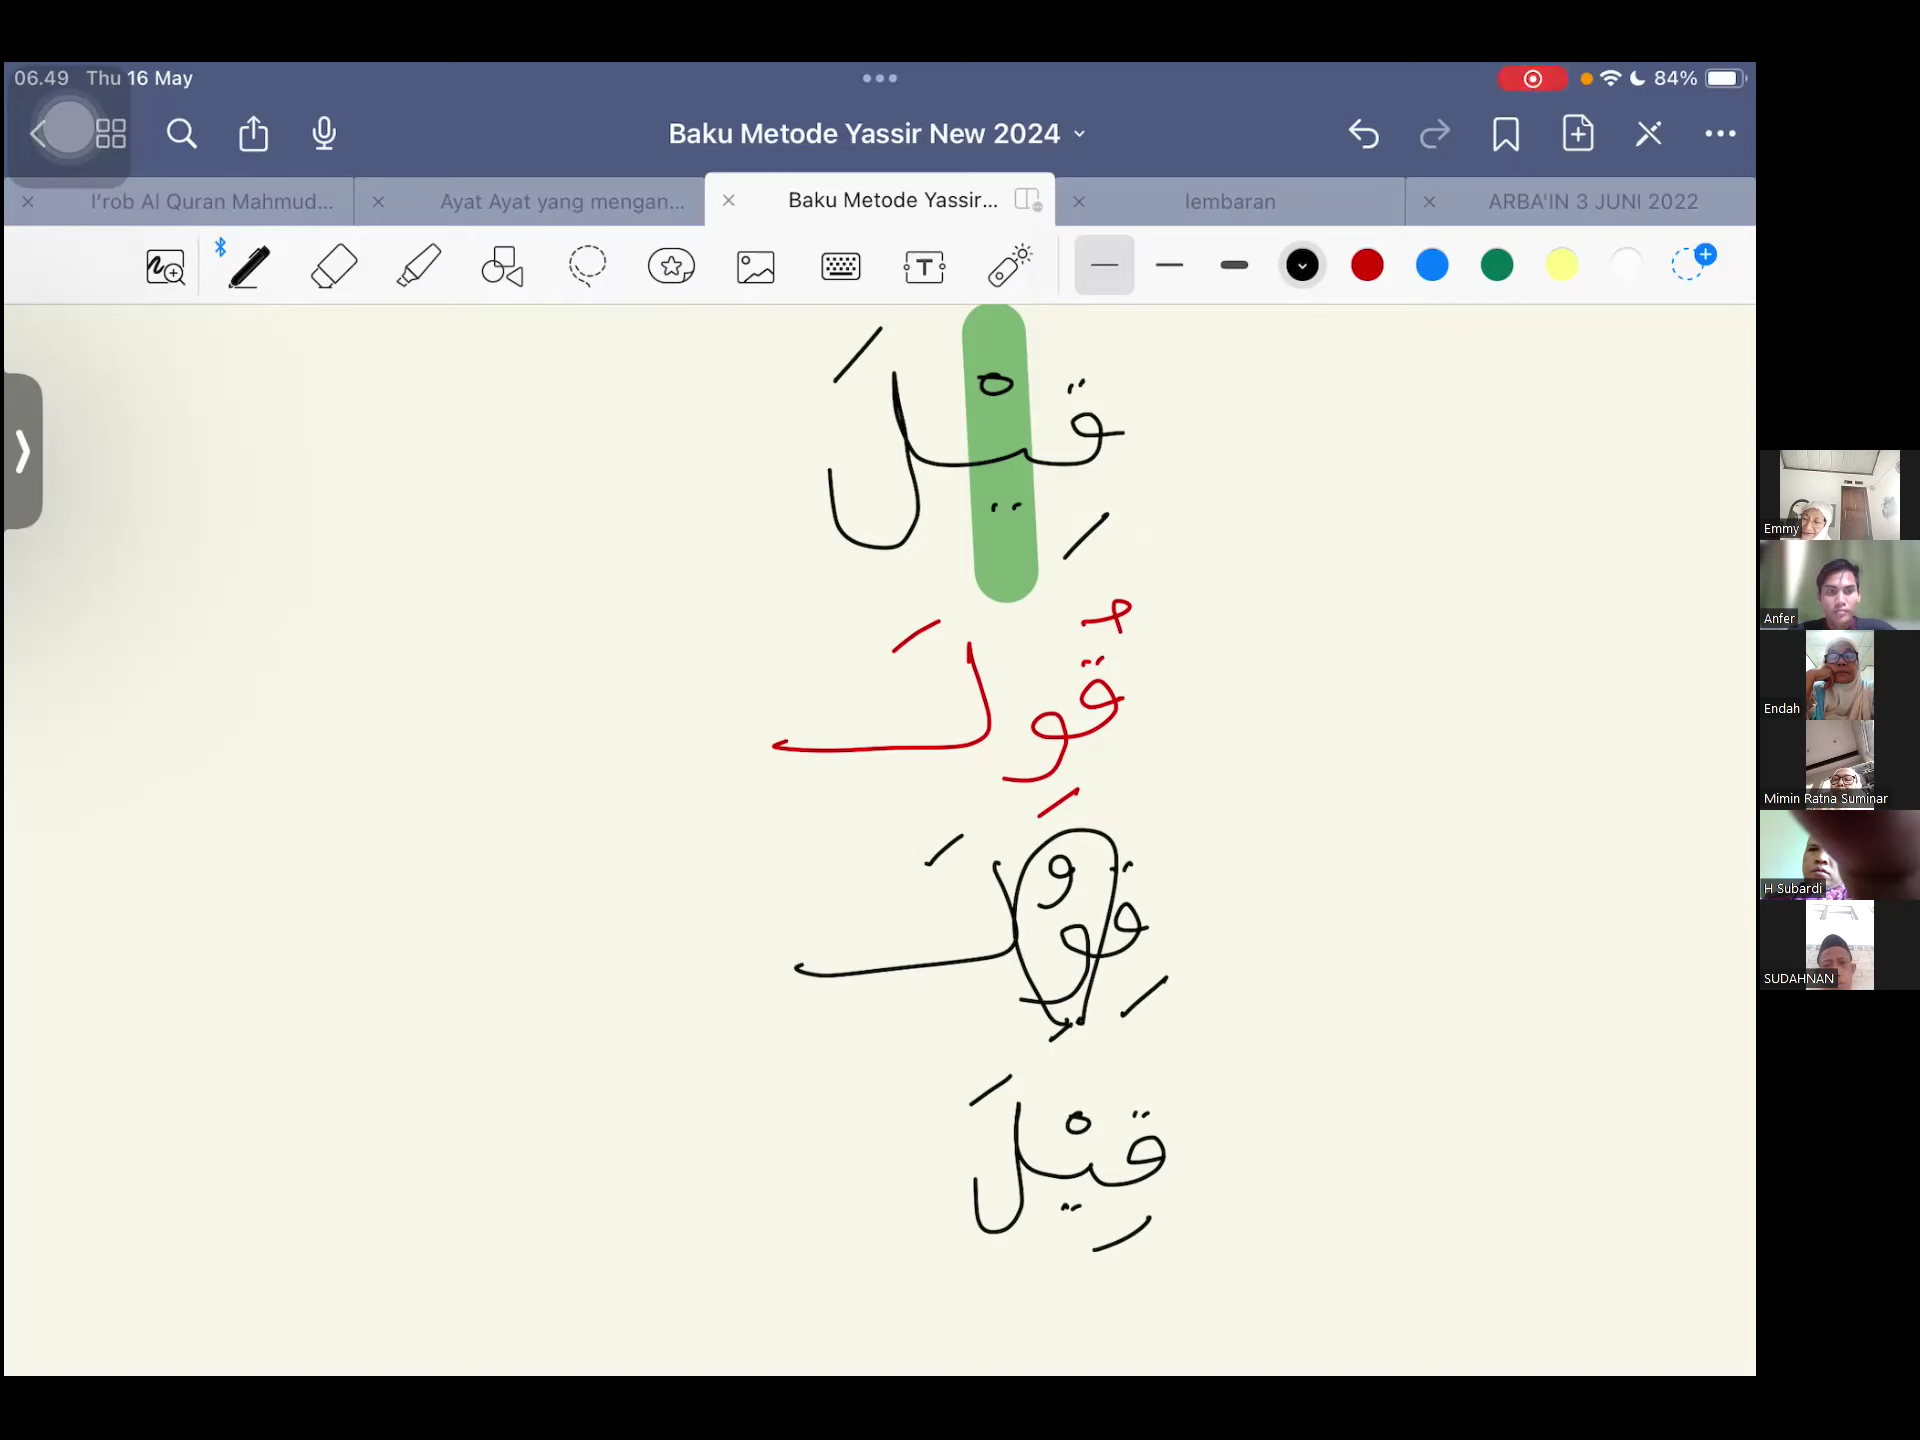 06.49 Thu 16 May
84%
Baku Metode Yassir New 2024
I'rob Al Quran Mahmud...
Ayat Ayat yang mengan...
Baku Metode Yassir...
lembaran
ARBA'IN 3 JUNI 2022
قِيْلَ
قُوِلَ
قِوْلَ
قِيْلَ
Emmy
Anfer
Endah
Mimin Ratna Suminar
H Subardi
SUDAHNAN